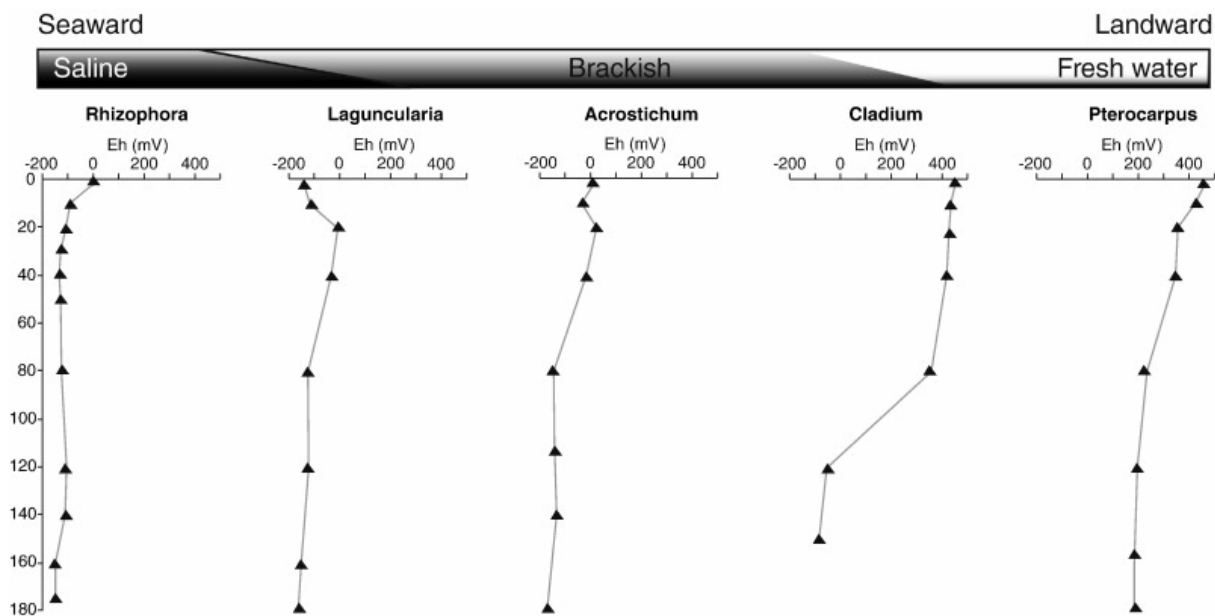 Seaward Landward
Saline Brackish Fresh water
Rhizophora Laguncularia Acrostichum Cladium Pterocarpus
Eh (mV) Eh (mV) Eh (mV) Eh (mV) Eh (mV)
-200 0 200 400 -200 0 200 400 -200 0 200 400 -200 0 200 400 -200 0 200 400
0
20
40
60
80
100
120
140
160
180